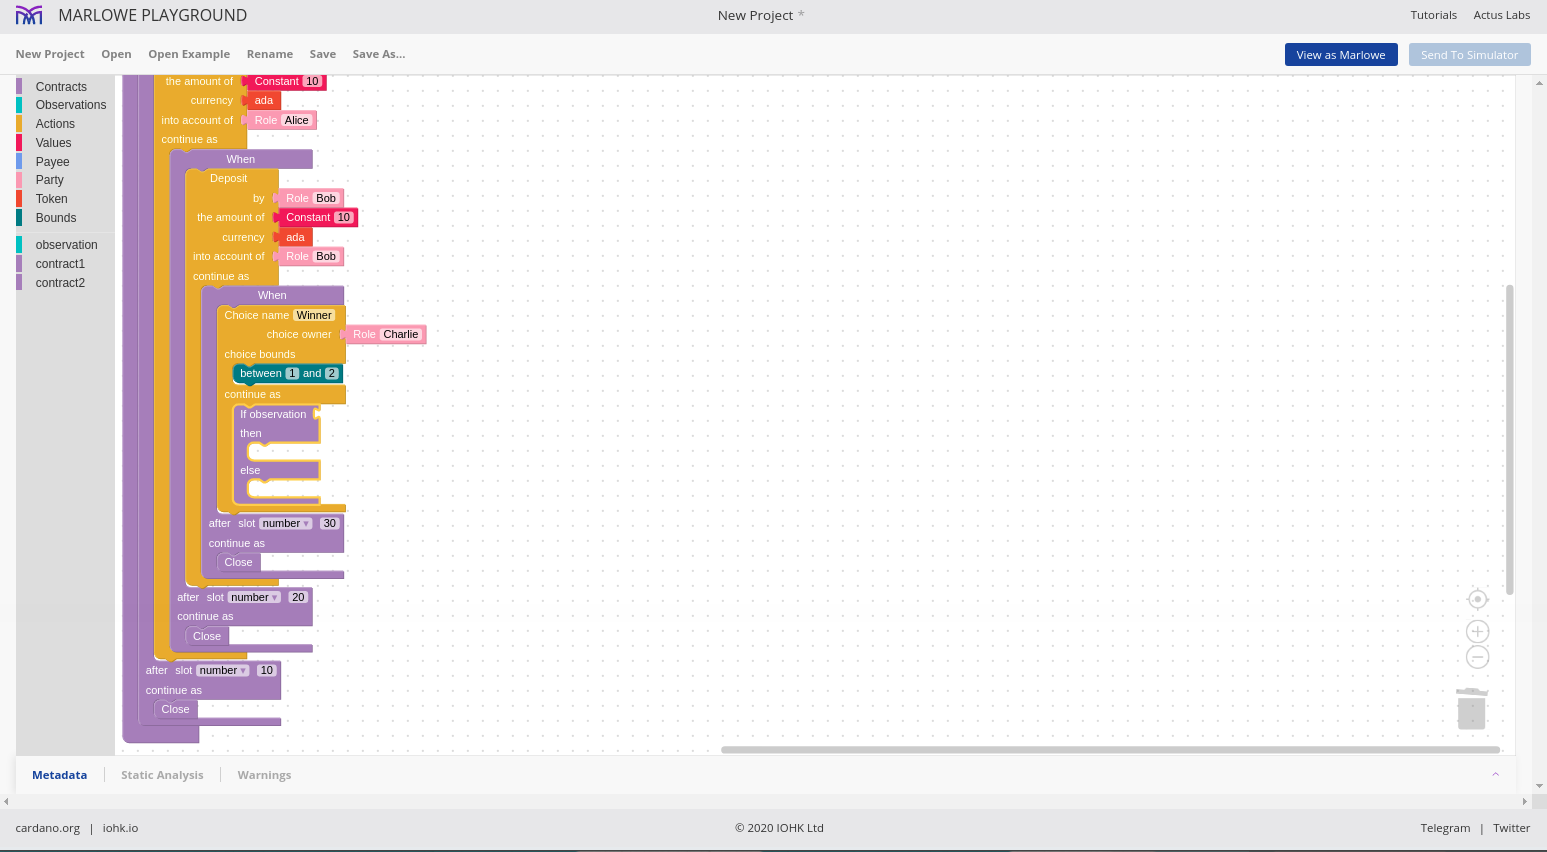 MARLOWE PLAYGROUND
New Project *
Tutorials Actus Labs
New Project Open Open Example Rename Save Save As...
View as Marlowe Send To Simulator
Contracts
Observations
Actions
Values
Payee
Party
Token
Bounds
observation
contract1
contract2
the amount of Constant 10
currency ada
into account of Role Alice
continue as
When
Deposit
by Role Bob
the amount of Constant 10
currency ada
into account of Role Bob
continue as
When
Choice name Winner
choice owner Role Charlie
choice bounds
between 1 and 2
continue as
If observation
then
else
after slot number ▾ 30
continue as
Close
after slot number ▾ 20
continue as
Close
after slot number ▾ 10
continue as
Close
Metadata Static Analysis Warnings
cardano.org | iohk.io
© 2020 IOHK Ltd
Telegram | Twitter